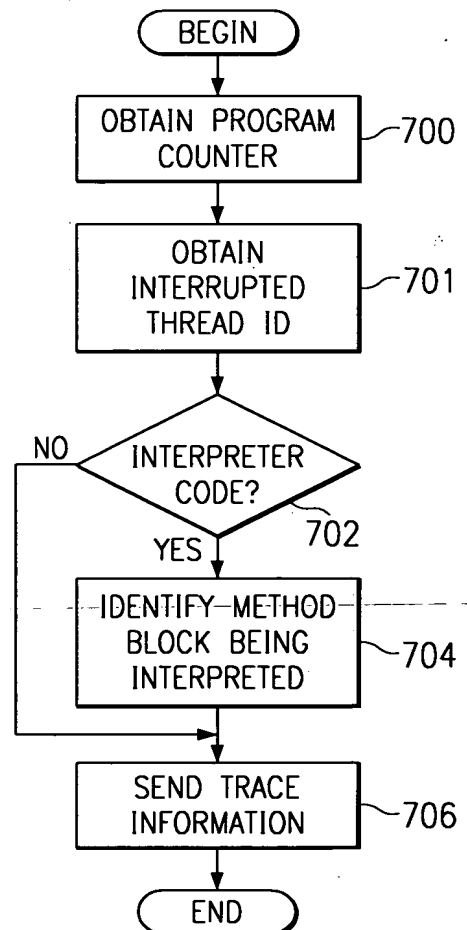 BEGIN
OBTAIN PROGRAM
COUNTER
700
OBTAIN
INTERRUPTED
THREAD ID
701
NO
INTERPRETER
CODE?
702
YES
IDENTIFY METHOD
BLOCK BEING
INTERPRETED
704
SEND TRACE
INFORMATION
706
END